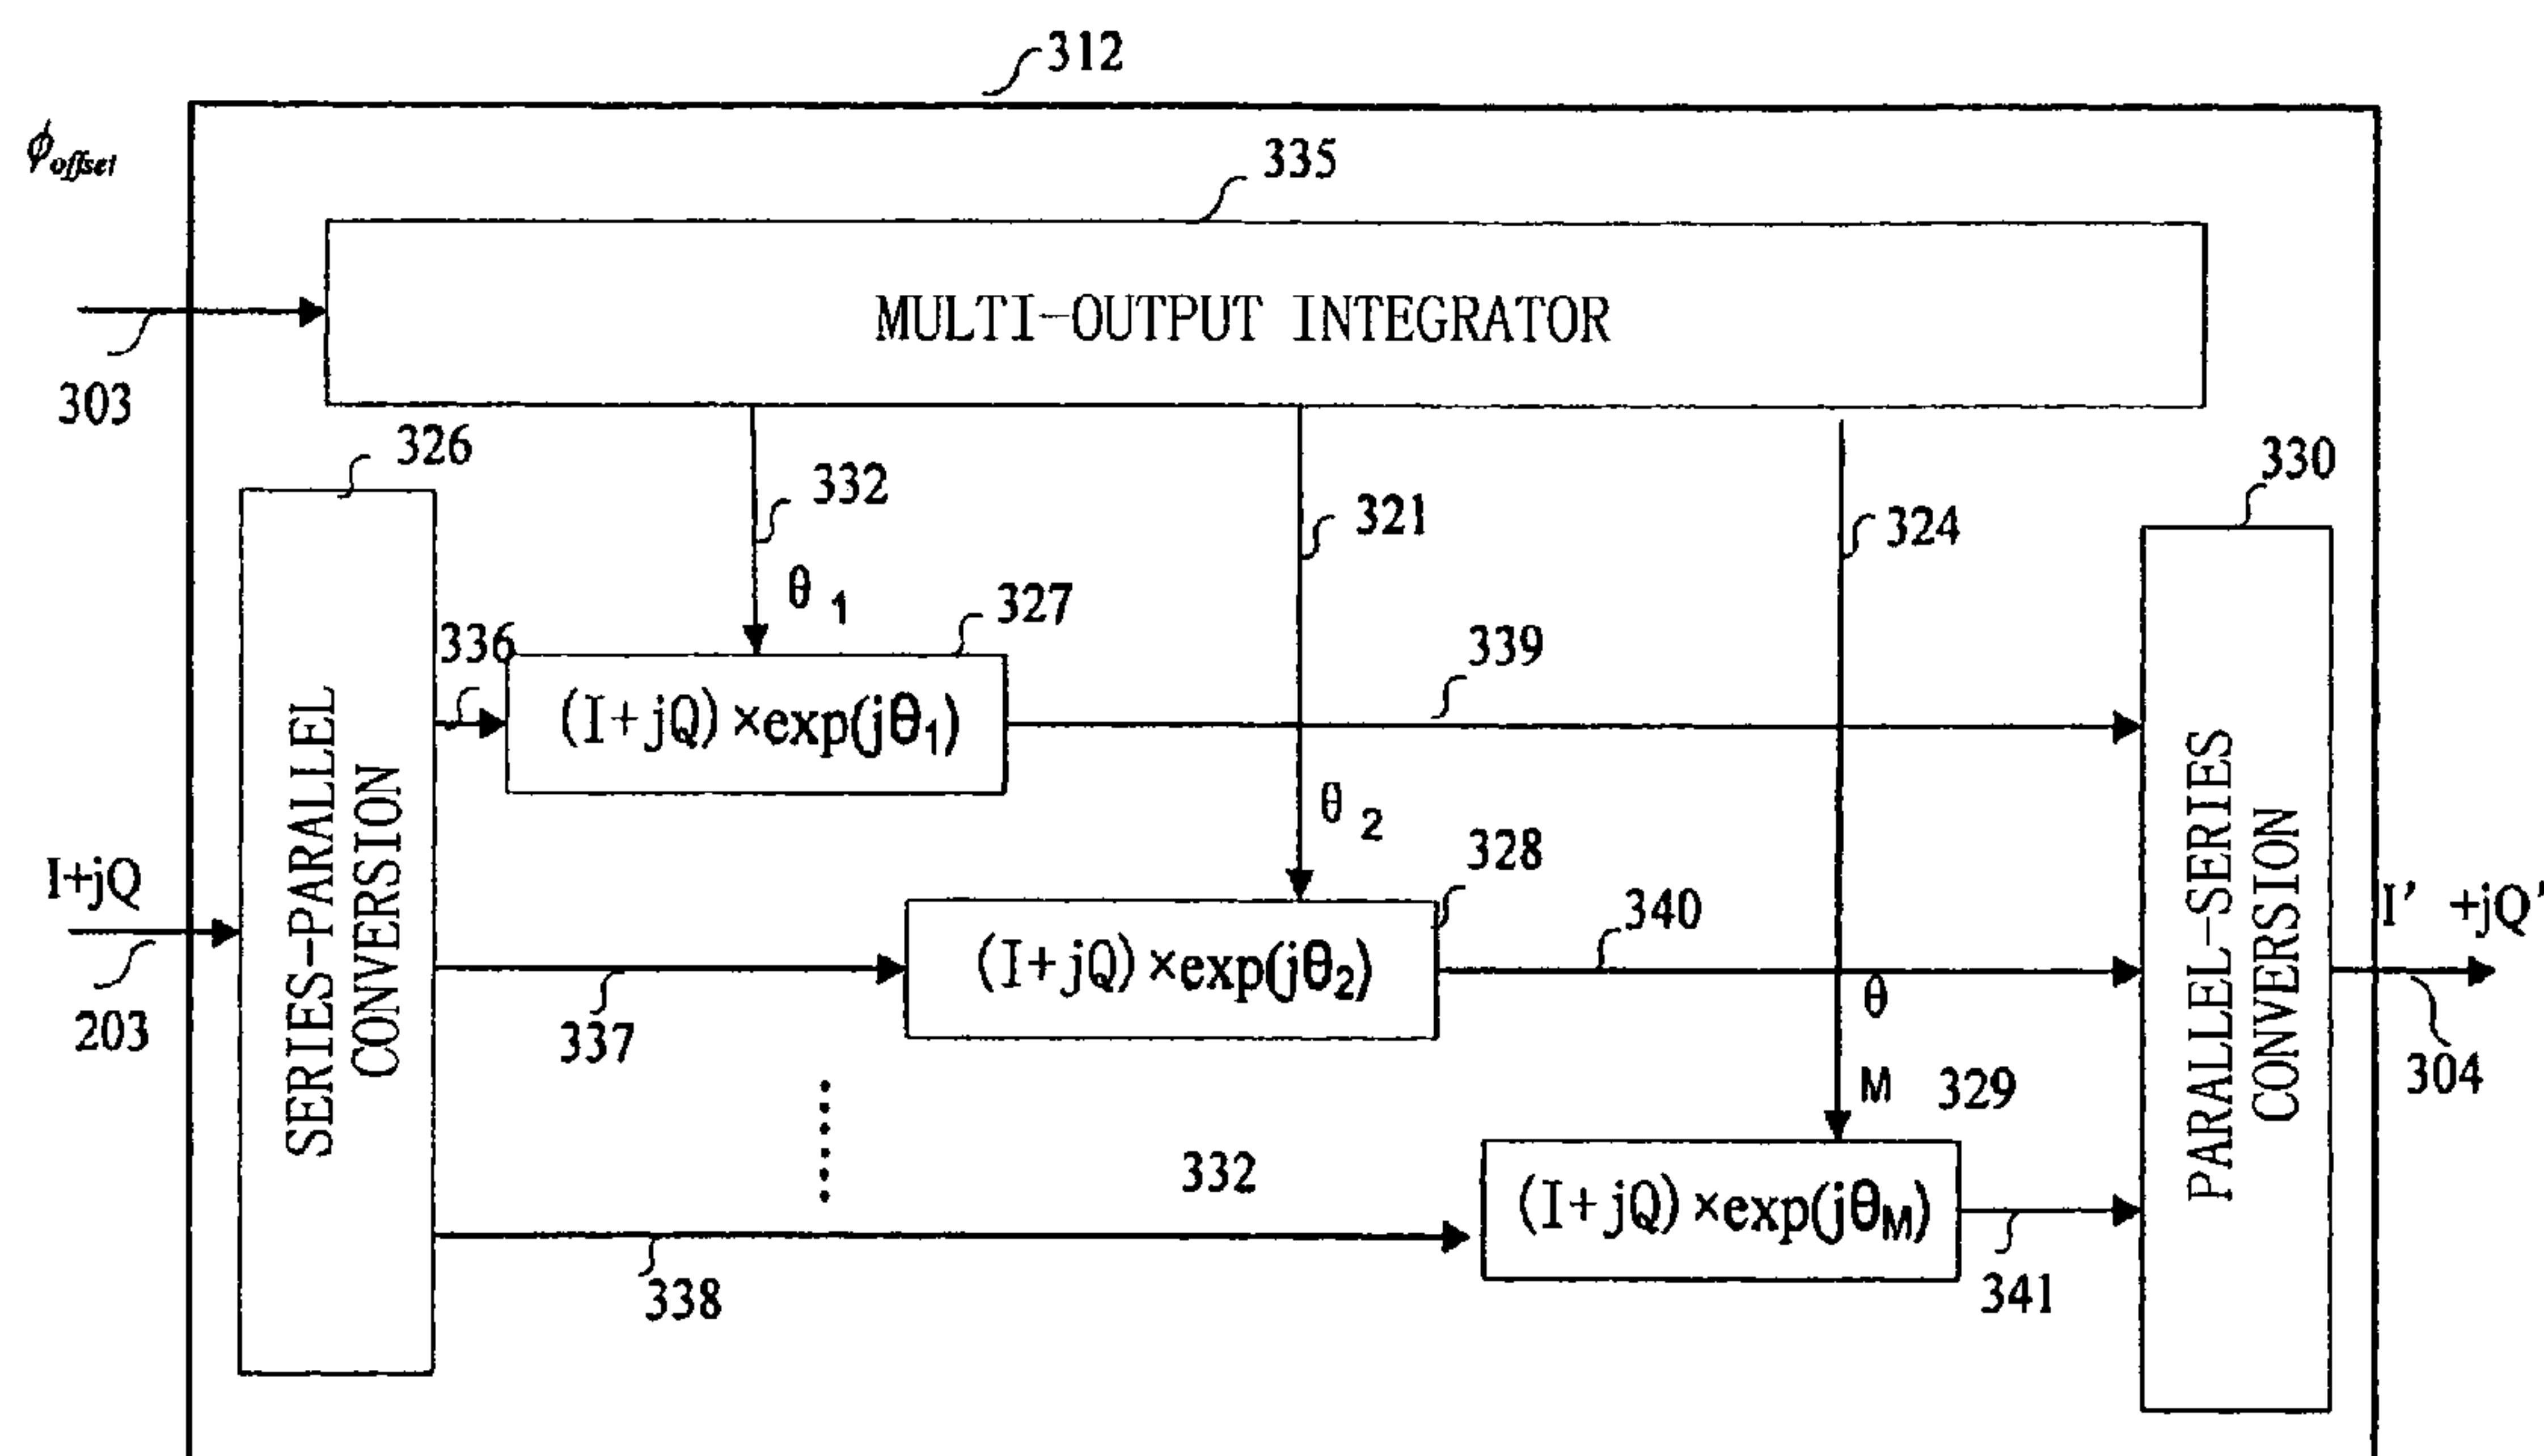 312
ϕoffset
335
MULTI-OUTPUT INTEGRATOR
303
326
332
321
324
330
θ 1
327
336
339
(I+jQ)×exp(jθ1)
θ 2
328
I+jQ
340
I' +jQ'
(I+jQ)×exp(jθ2)
θ
M
203
337
304
329
SERIES-PARALLEL
CONVERSION
PARALLEL-SERIES
CONVERSION
332
(I+jQ)×exp(jθM)
338
341